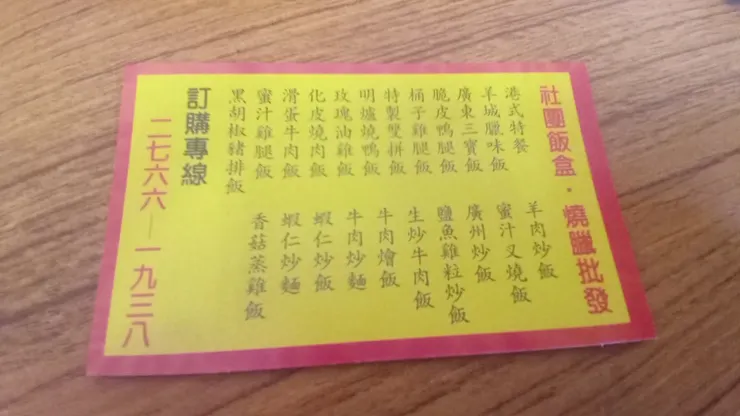 社團飯盒．燒臘批發
港式特餐
羊城臘味飯
廣東三寶飯
脆皮鴨腿飯
桶子雞腿飯
特製雙拼飯
明爐燒鴨飯
玫瑰油雞飯
化皮燒肉飯
滑蛋牛肉飯
蜜汁雞腿飯
黑胡椒豬排飯
羊肉炒飯
蜜汁叉燒飯
廣州炒飯
鹽魚雞粒炒飯
生炒牛肉飯
牛肉燴飯
牛肉炒麵
蝦仁炒飯
蝦仁炒麵
香菇蒸雞飯
訂購專線
二七六六—一九三八